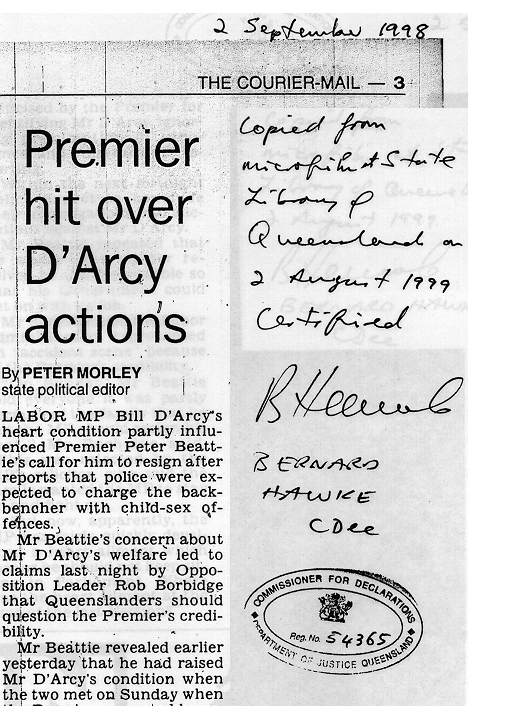 2 September 1998
THE COURIER-MAIL — 3
Premier
hit over
D'Arcy
actions
By PETER MORLEY
state political editor
LABOR MP Bill D'Arcy's
heart condition partly influ-
enced Premier Peter Beatt-
ie's call for him to resign after
reports that police were ex-
pected to charge the back-
bencher with child-sex of-
fences.
Mr Beattie's concern about
Mr D'Arcy's welfare led to
claims last night by Oppo-
sition Leader Rob Borbidge
that Queenslanders should
question the Premier's credi-
bility.
Mr Beattie revealed earlier
yesterday that he had raised
Mr D'Arcy's condition when
the two met on Sunday when
Copied from
microfilm at State
Library of
Queensland on
2 August 1999
Certified
BERNARD
HAWKE
CDec
COMMISSIONER FOR DECLARATIONS
Reg. No. 54365
DEPARTMENT OF JUSTICE QUEENSLAND